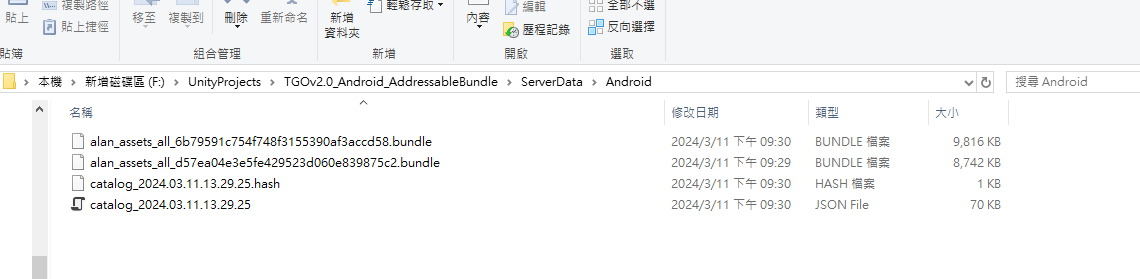 複製路徑
輕鬆存取
編輯
全部不選
貼上
貼上捷徑
移至
複製到
刪除
重新命名
新增
資料夾
內容
歷程記錄
反向選擇
貼簿
組合管理
新增
開啟
選取
本機 > 新增磁碟區 (F:) > UnityProjects > TGOv2.0_Android_AddressableBundle > ServerData > Android
搜尋 Android
名稱 修改日期 類型 大小
alan_assets_all_6b79591c754f748f3155390af3accd58.bundle 2024/3/11 下午 09:30 BUNDLE 檔案 9,816 KB
alan_assets_all_d57ea04e3e5fe429523d060e839875c2.bundle 2024/3/11 下午 09:29 BUNDLE 檔案 8,742 KB
catalog_2024.03.11.13.29.25.hash 2024/3/11 下午 09:30 HASH 檔案 1 KB
catalog_2024.03.11.13.29.25 2024/3/11 下午 09:30 JSON File 70 KB